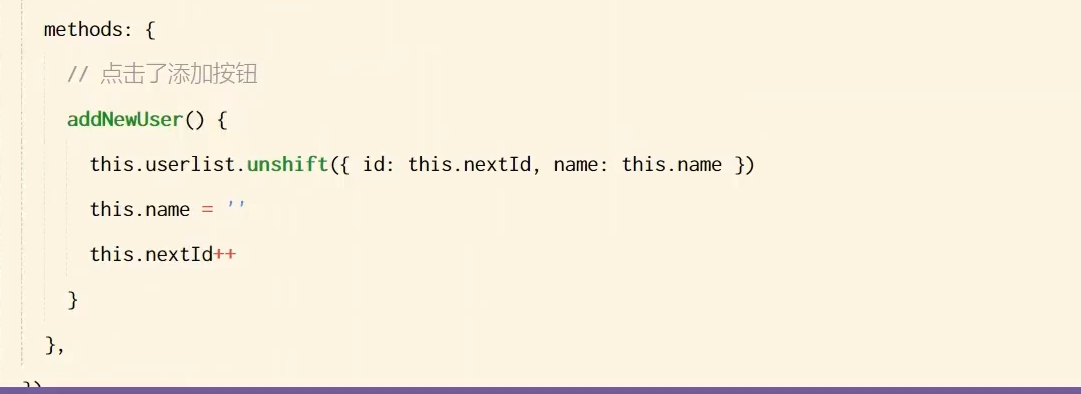 methods: {
// 点击了添加按钮
addNewUser() {
this.userlist.unshift({ id: this.nextId, name: this.name })
this.name = ''
this.nextId++
}
},
})